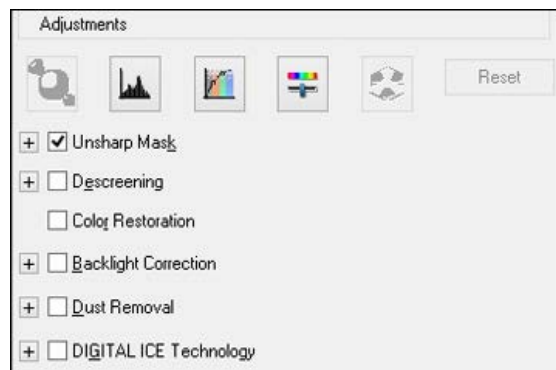 Adjustments
Reset
Unsharp Mask
Descreening
Color Restoration
Backlight Correction
Dust Removal
DIGITAL ICE Technology